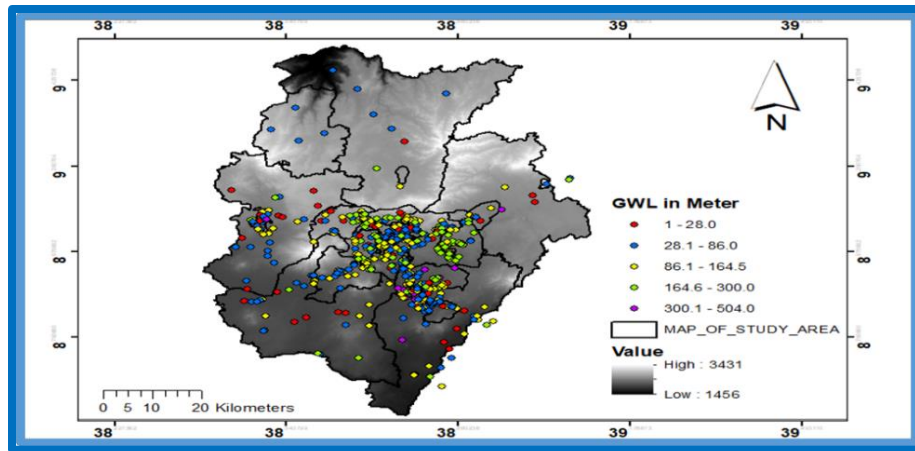 38 38 38 39 39
9 9
N
9 9
GWL in Meter
1 - 28.0
28.1 - 86.0
8 8
86.1 - 164.5
164.6 - 300.0
300.1 - 504.0
MAP_OF_STUDY_AREA
8 8
Value
High : 3431
Low : 1456
0 5 10 20 Kilometers
38 38 38 39 39